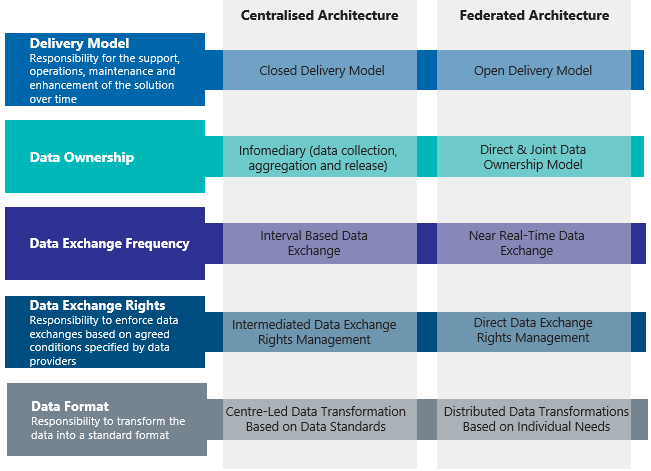 Centralised Architecture
Federated Architecture
Delivery Model
Responsibility for the support,
operations, maintenance and
enhancement of the solution
over time
Closed Delivery Model
Open Delivery Model
Data Ownership
Infomediary (data collection,
aggregation and release)
Direct & Joint Data
Ownership Model
Data Exchange Frequency
Interval Based Data
Exchange
Near Real-Time Data
Exchange
Data Exchange Rights
Responsibility to enforce data
exchanges based on agreed
conditions specified by data
providers
Intermediated Data Exchange
Rights Management
Direct Data Exchange
Rights Management
Data Format
Responsibility to transform the
data into a standard format
Centre-Led Data Transformation
Based on Data Standards
Distributed Data Transformations
Based on Individual Needs